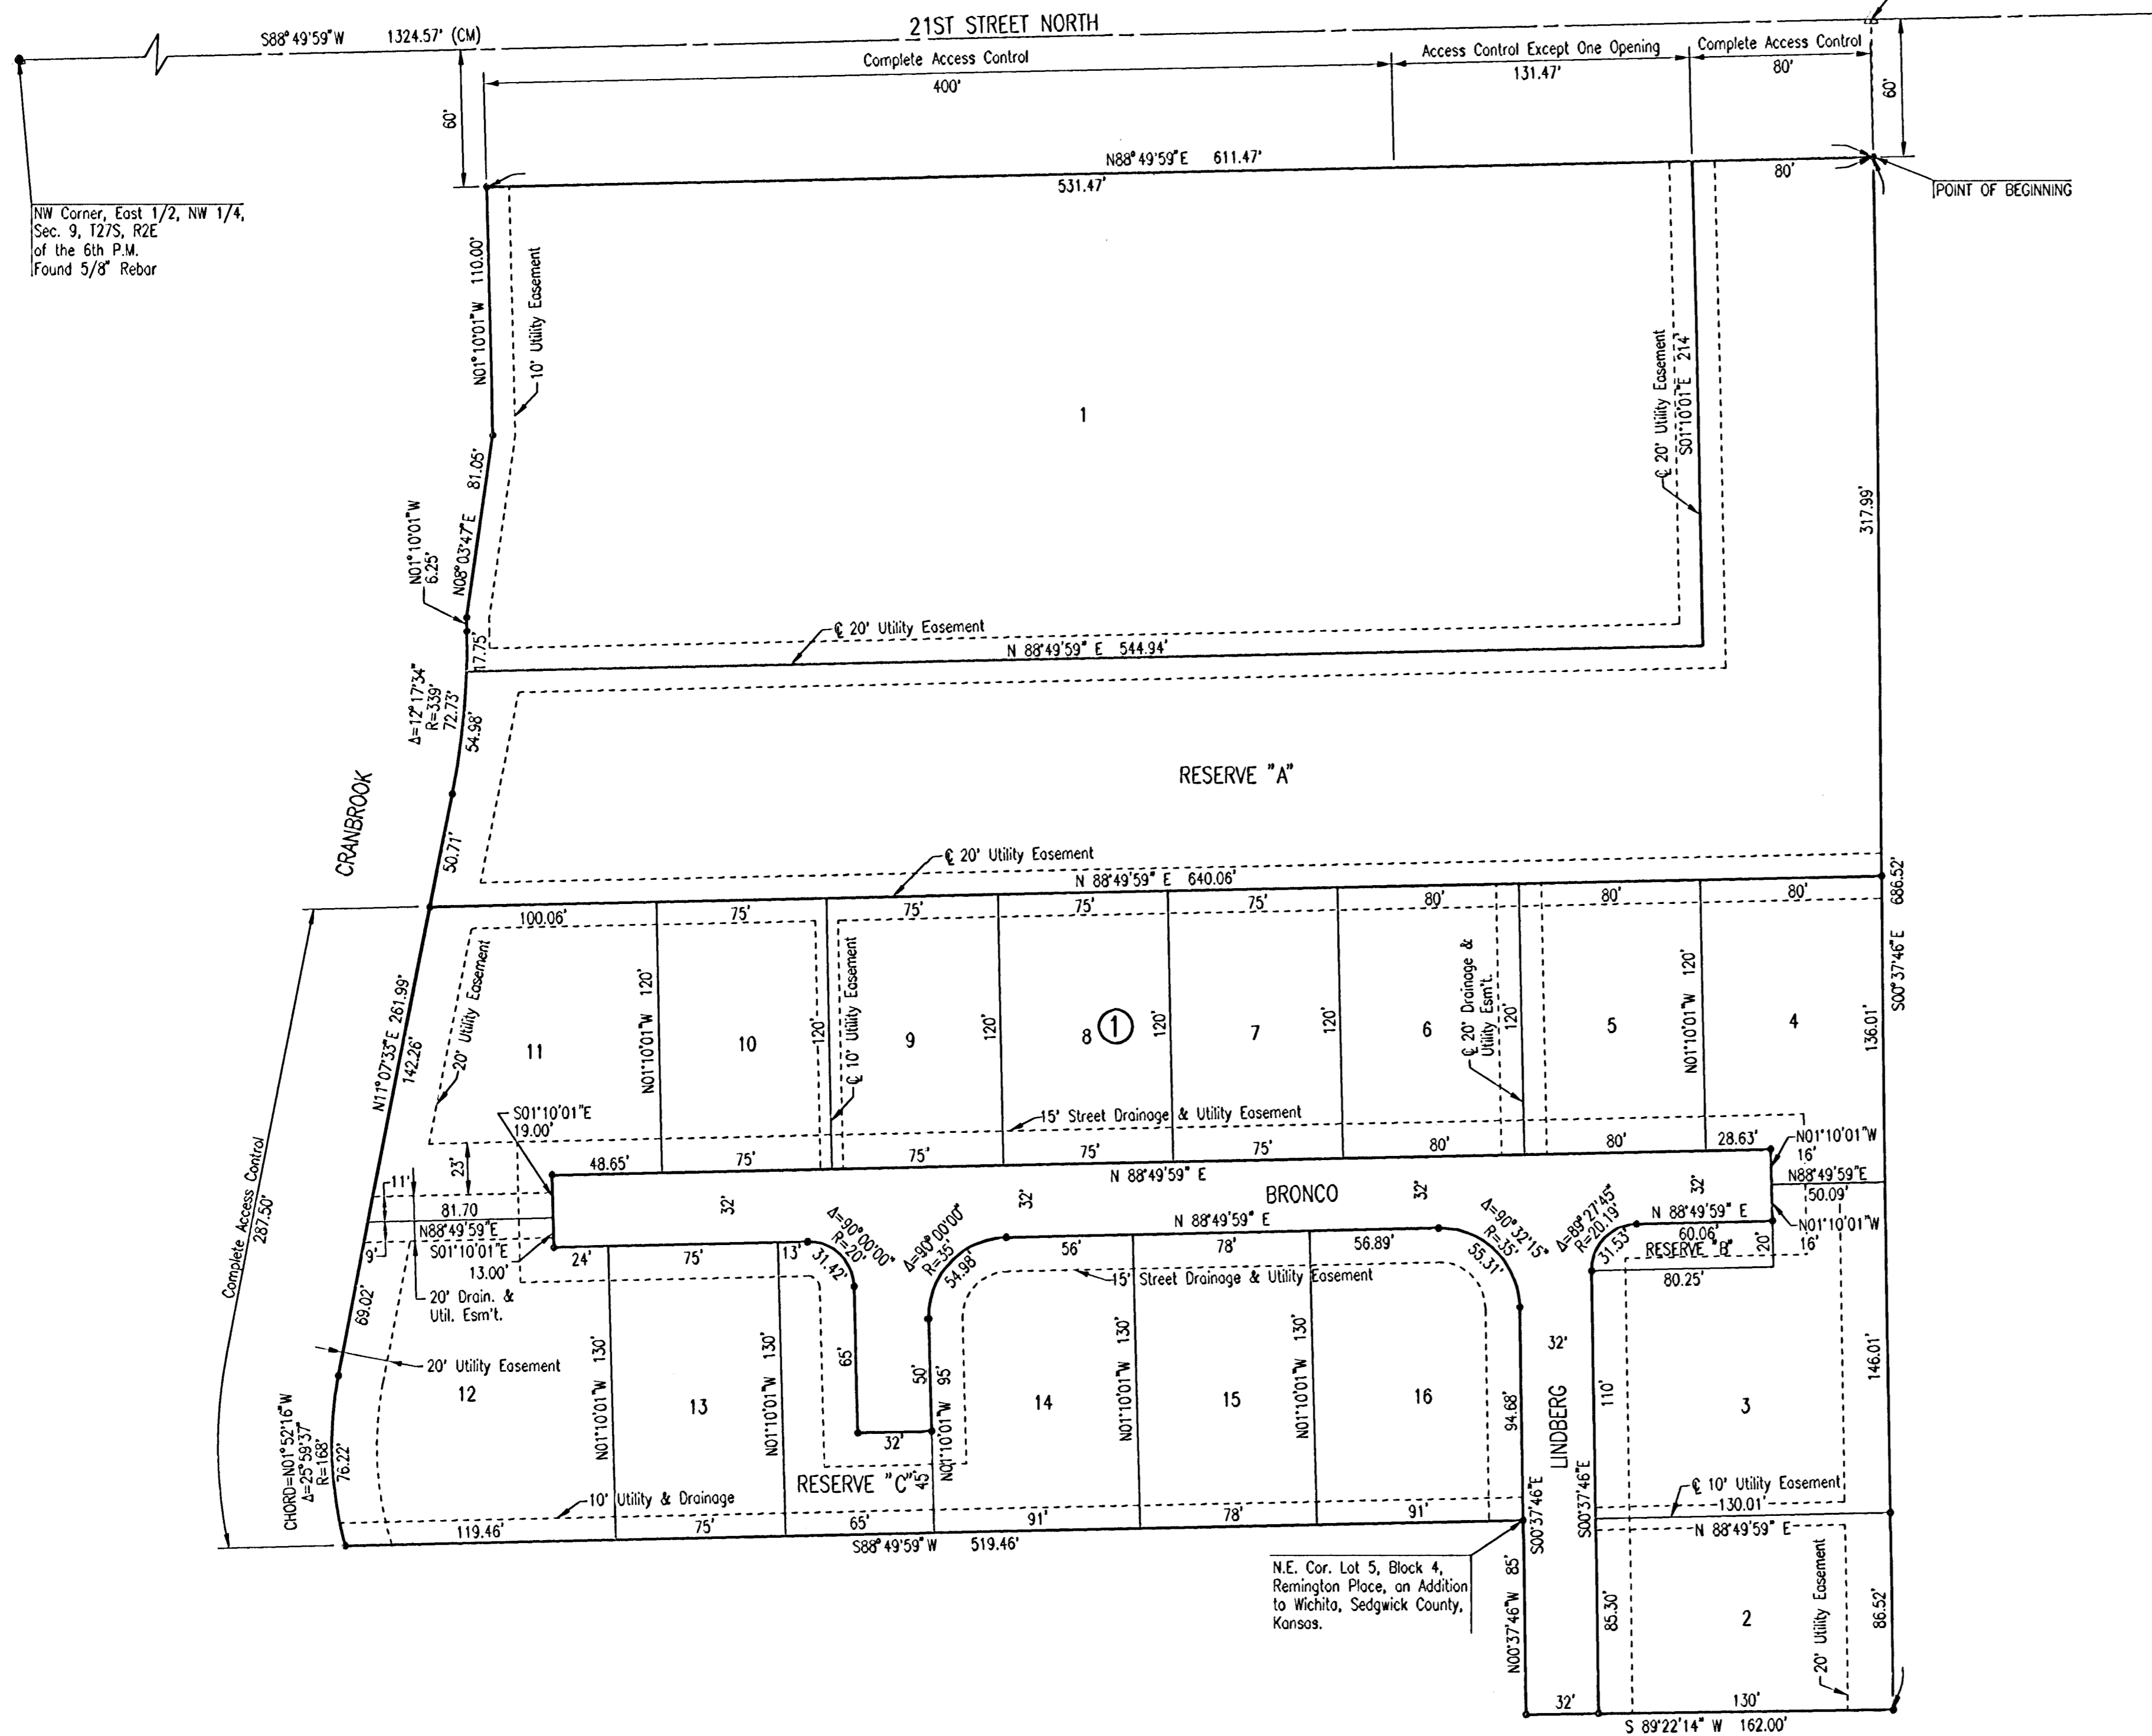 21ST STREET NORTH
S88°49'59"W 1324.57' (CM)
Complete Access Control
400'
Access Control Except One Opening
131.47'
Complete Access Control
80'
60'
60'
N88°49'59"E 611.47'
531.47'
80'
POINT OF BEGINNING
NW Corner, East 1/2, NW 1/4,
Sec. 9, T27S, R2E
of the 6th P.M.
Found 5/8" Rebar
N01°10'01"W 110.00'
10' Utility Easement
1
℄ 20' Utility Easement
S01°10'01"E 214'
317.99'
81.05'
N08°03'47"E
N01°10'01"W
6.25'
17.75'
℄ 20' Utility Easement
N 88°49'59" E 544.94'
Δ=12°17'34"
R=339'
72.73'
54.98'
RESERVE "A"
CRANBROOK
50.71'
℄ 20' Utility Easement
N 88°49'59" E 640.06'
686.52'
S00°37'46"E
100.06'
75'
75'
75'
75'
80'
80'
80'
20' Utility Easement
N11°07'33"E 261.99'
142.26'
11
N01°10'01"W 120'
10
120'
℄ 10' Utility Easement
9
120'
8
1
120'
7
120'
6
℄ 20' Drainage &
Utility Esm't.
120'
5
N01°10'01"W 120'
4
136.01'
Complete Access Control
287.50'
S01°10'01"E
19.00'
15' Street Drainage & Utility Easement
23'
48.65'
75'
75'
75'
75'
80'
80'
28.63'
N01°10'01"W
16'
N 88°49'59" E
BRONCO
11'
81.70
N88°49'59"E
9'
S01°10'01"E
13.00'
32'
32'
32'
32'
N88°49'59"E
50.09'
N01°10'01"W
16'
24'
75'
13'
31.42'
Δ=90°00'00"
R=20'
Δ=90°00'00"
R=35'
54.98'
N 88°49'59" E
56'
78'
56.89'
Δ=90°32'15"
R=35'
55.31'
Δ=89°27'45"
R=20.19'
31.53'
N 88°49'59" E
60.06'
RESERVE "B"
20'
80.25'
20' Drain. &
Util. Esm't.
15' Street Drainage & Utility Easement
69.02'
20' Utility Easement
12
N01°10'01"W 130'
13
N01°10'01"W 130'
65'
32'
50'
N01°10'01"W 95'
45'
14
N01°10'01"W 130'
15
N01°10'01"W 130'
16
94.68'
32'
LINDBERG
110'
3
146.01'
CHORD=N01°52'16"W
Δ=25°59'37"
R=168'
76.22'
RESERVE "C"
10' Utility & Drainage
119.46'
75'
65'
91'
78'
91'
S88°49'59"W 519.46'
S00°37'46"E
S00°37'46"E
℄ 10' Utility Easement
130.01'
N 88°49'59" E
N.E. Cor. Lot 5, Block 4,
Remington Place, an Addition
to Wichita, Sedgwick County,
Kansas.
N00°37'46"W 85'
85.30'
2
20' Utility Easement
86.52'
32'
130'
S 89°22'14" W 162.00'